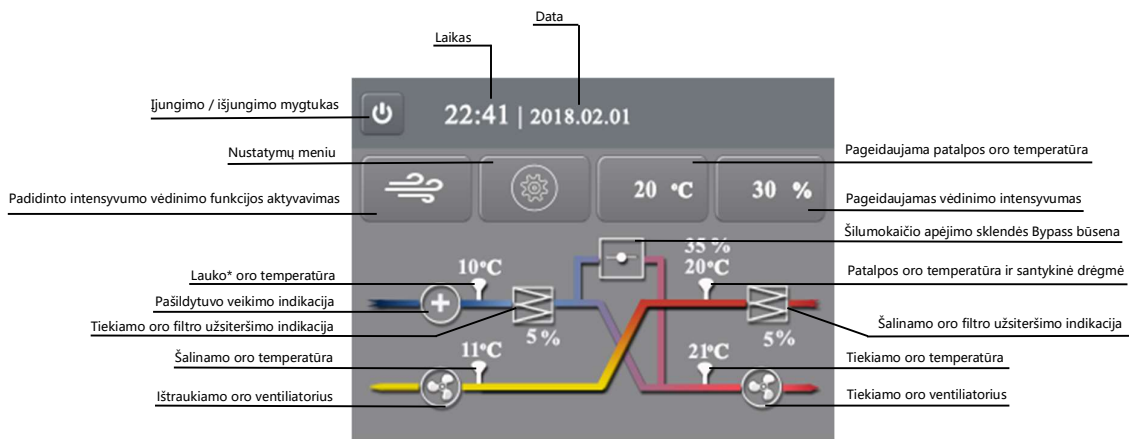 Data
Laikas
Įjungimo / išjungimo mygtukas
22:41 | 2018.02.01
Nustatymų meniu
Pageidaujama patalpos oro temperatūra
20 °C
30 %
Padidinto intensyvumo vėdinimo funkcijos aktyvavimas
Pageidaujamas vėdinimo intensyvumas
Šilumokaičio apėjimo sklendės Bypass būsena
35 %
Lauko* oro temperatūra
10°C
20°C
Patalpos oro temperatūra ir santykinė drėgmė
Pašildytuvo veikimo indikacija
Tiekiamo oro filtro užsiteršimo indikacija
5%
5%
Šalinamo oro filtro užsiteršimo indikacija
Šalinamo oro temperatūra
11°C
21°C
Tiekiamo oro temperatūra
Ištraukiamo oro ventiliatorius
Tiekiamo oro ventiliatorius